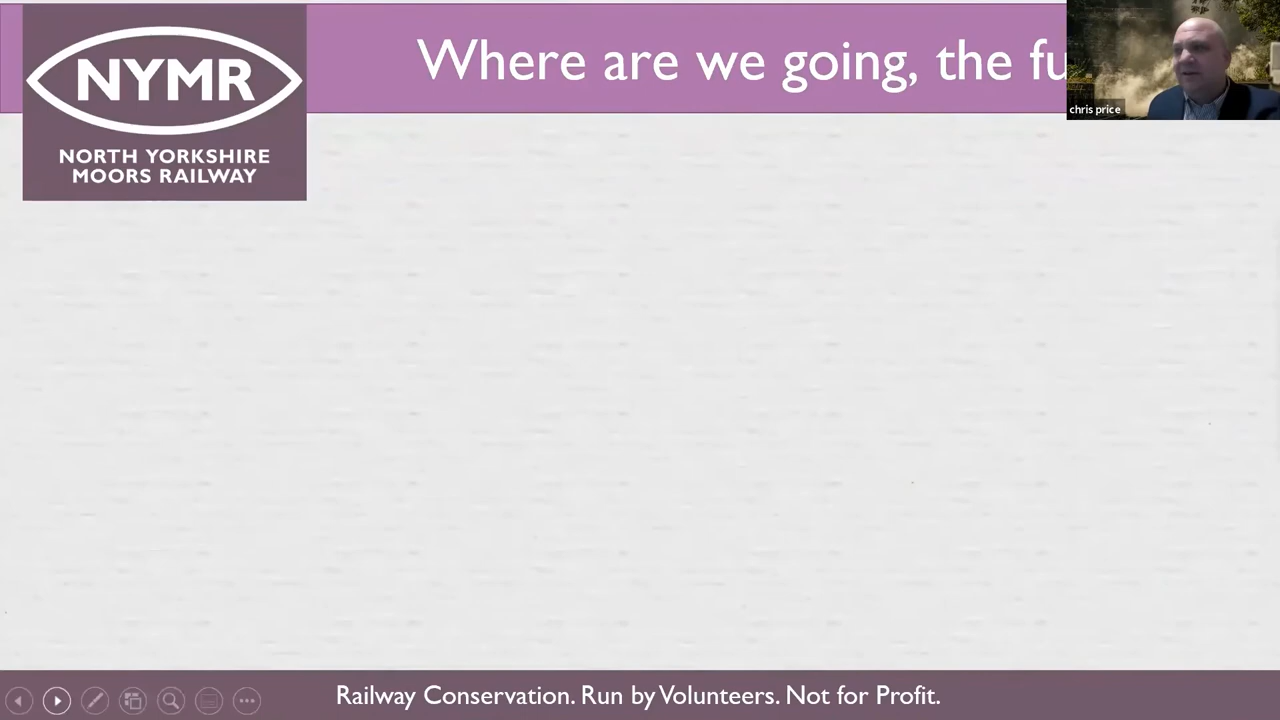 NYMR
NORTH YORKSHIRE
MOORS RAILWAY
Where are we going, the fu
chris price
Railway Conservation. Run by Volunteers. Not for Profit.